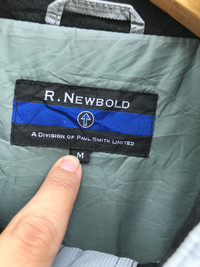 R. NEWBOLD
A DIVISION OF PAUL SMITH LIMITED
M